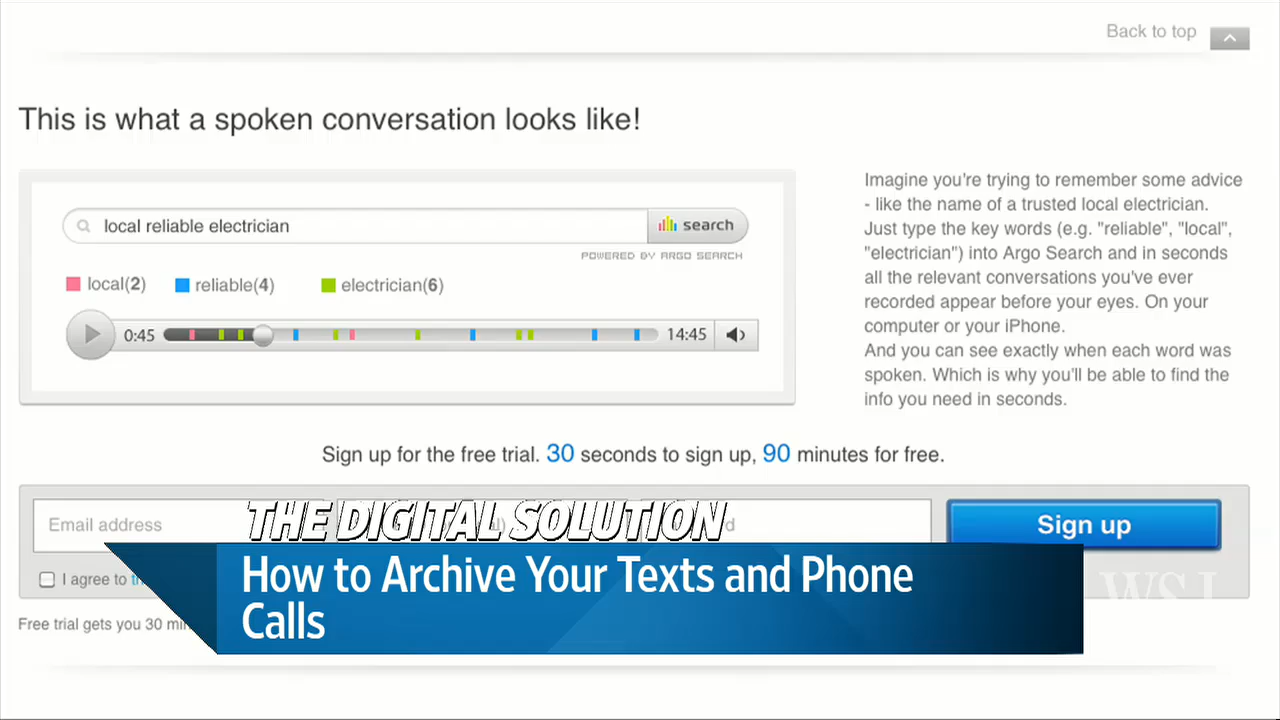 Back to top
This is what a spoken conversation looks like!
local reliable electrician
search
POWERED BY ARGO SEARCH
local(2) reliable(4) electrician(6)
0:45 14:45
Imagine you're trying to remember some advice
- like the name of a trusted local electrician.
Just type the key words (e.g. "reliable", "local",
"electrician") into Argo Search and in seconds
all the relevant conversations you've ever
recorded appear before your eyes. On your
computer or your iPhone.
And you can see exactly when each word was
spoken. Which is why you'll be able to find the
info you need in seconds.
Sign up for the free trial. 30 seconds to sign up, 90 minutes for free.
Email address
Sign up
THE DIGITAL SOLUTION
I agree to
How to Archive Your Texts and Phone
Calls
WSJ
Free trial gets you 30